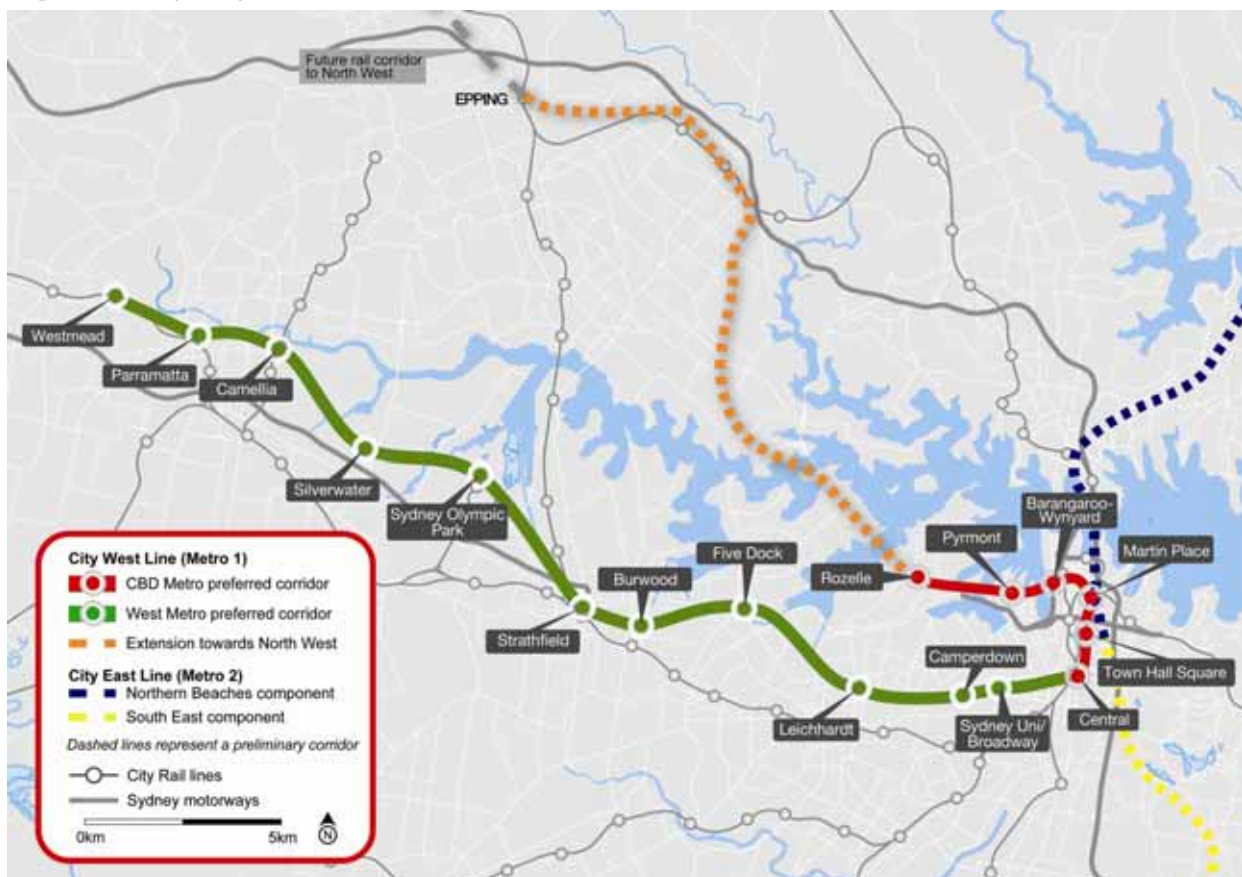 Future rail corridor
to North West
EPPING
Westmead
Parramatta
Camellia
Silverwater
Sydney Olympic
Park
Strathfield
Burwood
Five Dock
Rozelle
Pyrmont
Barangaroo-
Wynyard
Martin Place
Town Hall Square
Central
Camperdown
Sydney Uni/
Broadway
Leichhardt
City West Line (Metro 1)
CBD Metro preferred corridor
West Metro preferred corridor
Extension towards North West
City East Line (Metro 2)
Northern Beaches component
South East component
Dashed lines represent a preliminary corridor
City Rail lines
Sydney motorways
0km 5km
N